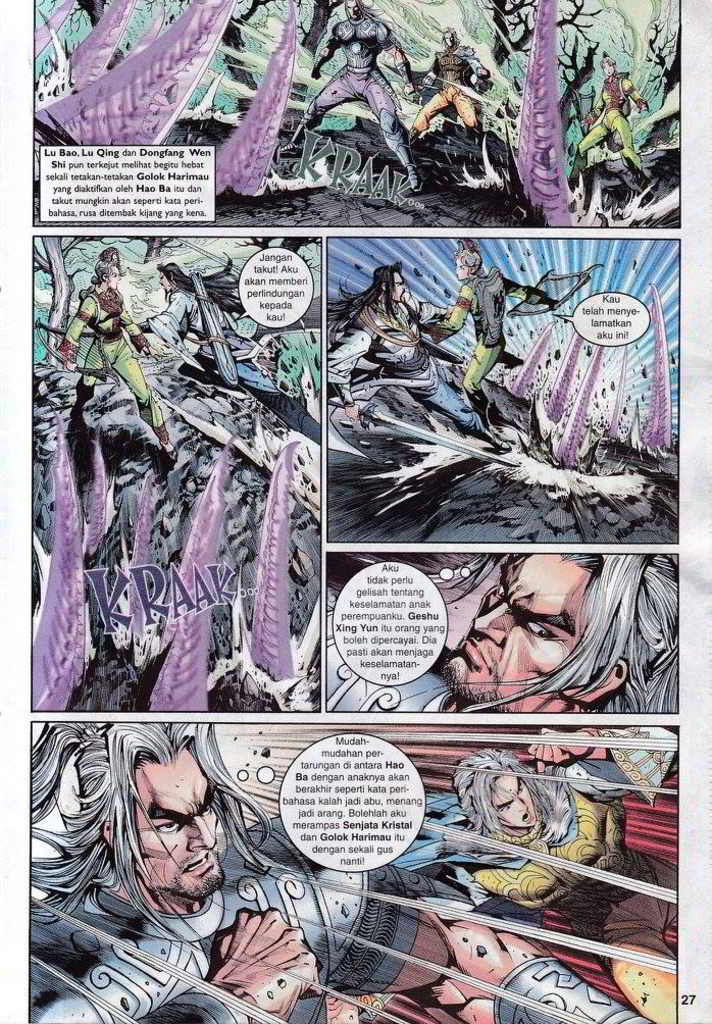 KRAAK...
Lu Bao, Lu Qing dan Dongfang Wen
Shi pun terkejut melihat begitu hebat
sekali tetakan-tetakan Golok Harimau
yang diaktifkan oleh Hao Ba itu dan
takut mungkin akan seperti kata peri-
bahasa, rusa ditembak kijang yang kena.
Jangan
takut! Aku
akan memberi
perlindungan
kepada
kau!
KRAAK...
Kau
telah menye-
lamatkan
aku ini!
Aku
tidak perlu
gelisah tentang
keselamatan anak
perempuanku. Geshu
Xing Yun itu orang yang
boleh dipercayai. Dia
pasti akan menjaga
keselamatan-
nya!
Mudah-
mudahan per-
tarungan di antara Hao
Ba dengan anaknya akan
berakhir seperti kata peri-
bahasa kalah jadi abu, menang
jadi arang. Bolehlah aku
merampas Senjata Kristal
dan Golok Harimau itu
dengan sekali gus
nanti!
27